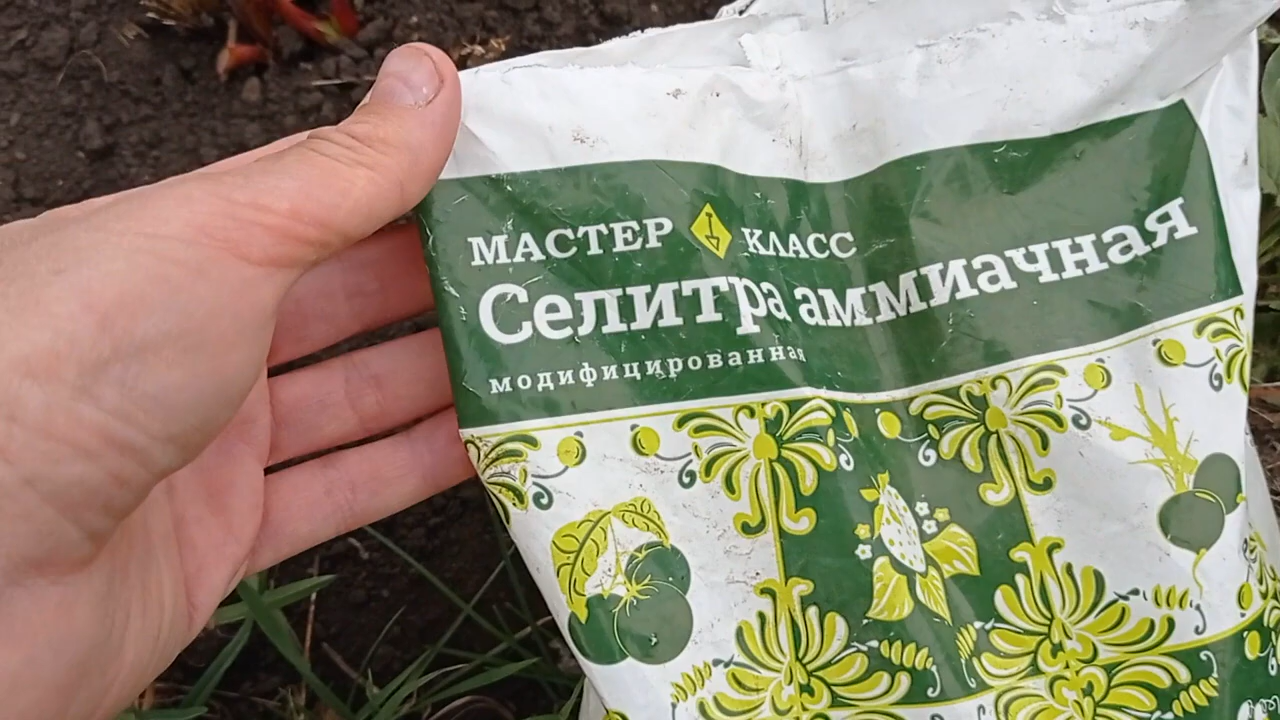 МАСТЕР КЛАСС
Селитра аммиачная
модифицированная